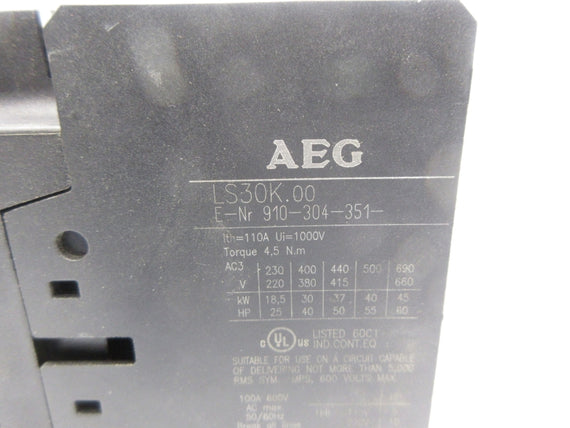 AEG
LS30K.00
E-Nr 910-304-351-
Ith=110A Ui=1000V
Torque 4,5 N.m
AC3 230 400 440 500 690
V 220 380 415 660
kW 18,5 30 37 40 45
HP 25 40 50 55 60
c UL us LISTED 60C1
IND.CONT.EQ
SUITABLE FOR USE ON A CIRCUIT CAPABLE
OF DELIVERING NOT MORE THAN 5,000
RMS SYM. MPS, 600 VOLTS MAX
100A 600V
AC max
50/60Hz